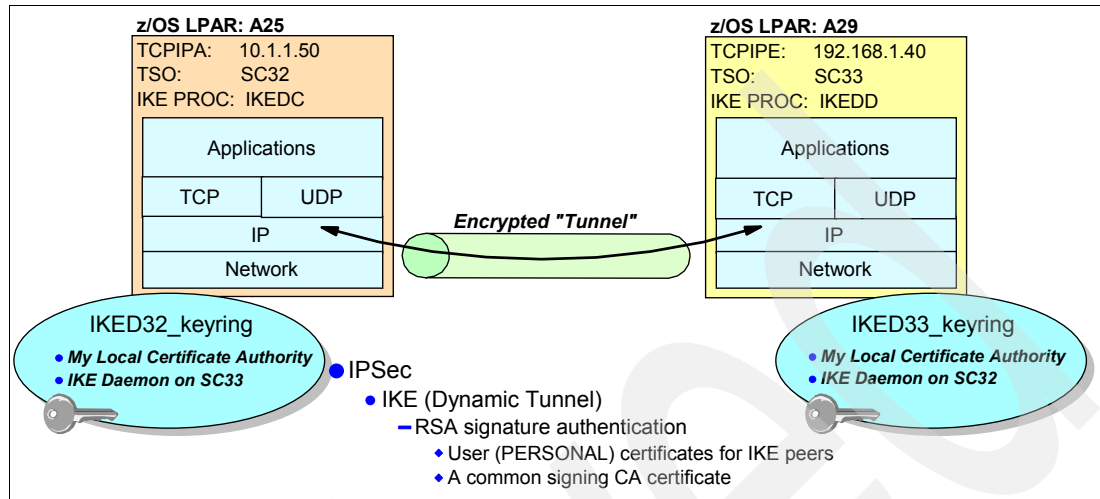 z/OS LPAR: A25
TCPIPA: 10.1.1.50
TSO: SC32
IKE PROC: IKEDC
Applications
TCP
UDP
IP
Network
Encrypted "Tunnel"
z/OS LPAR: A29
TCPIPE: 192.168.1.40
TSO: SC33
IKE PROC: IKEDD
Applications
TCP
UDP
IP
Network
IKED32_keyring
My Local Certificate Authority
IKE Daemon on SC33
IKED33_keyring
My Local Certificate Authority
IKE Daemon on SC32
IPSec
IKE (Dynamic Tunnel)
RSA signature authentication
User (PERSONAL) certificates for IKE peers
A common signing CA certificate